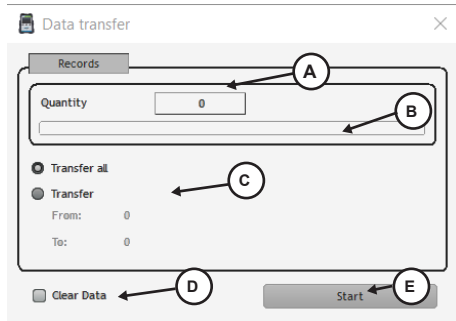 Data transfer
Records
A
Quantity 0
B
Transfer all
C
Transfer
From: 0
To: 0
D
E
Clear Data
Start